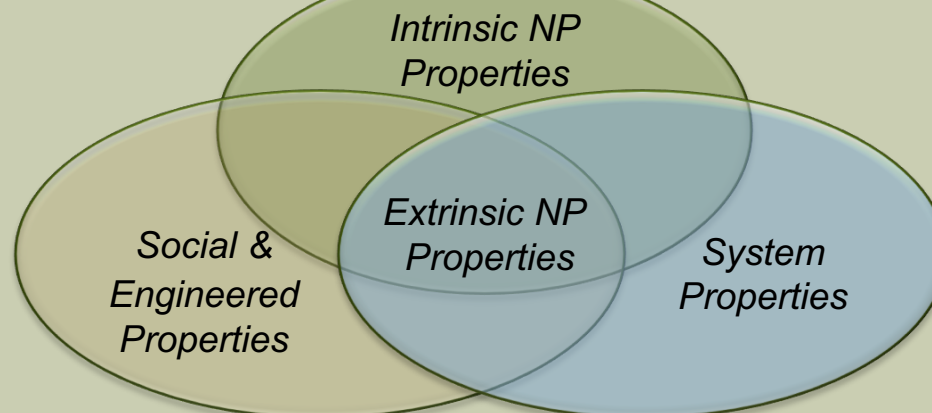 Intrinsic NP
Properties
Extrinsic NP
Properties
Social &
Engineered
Properties
System
Properties